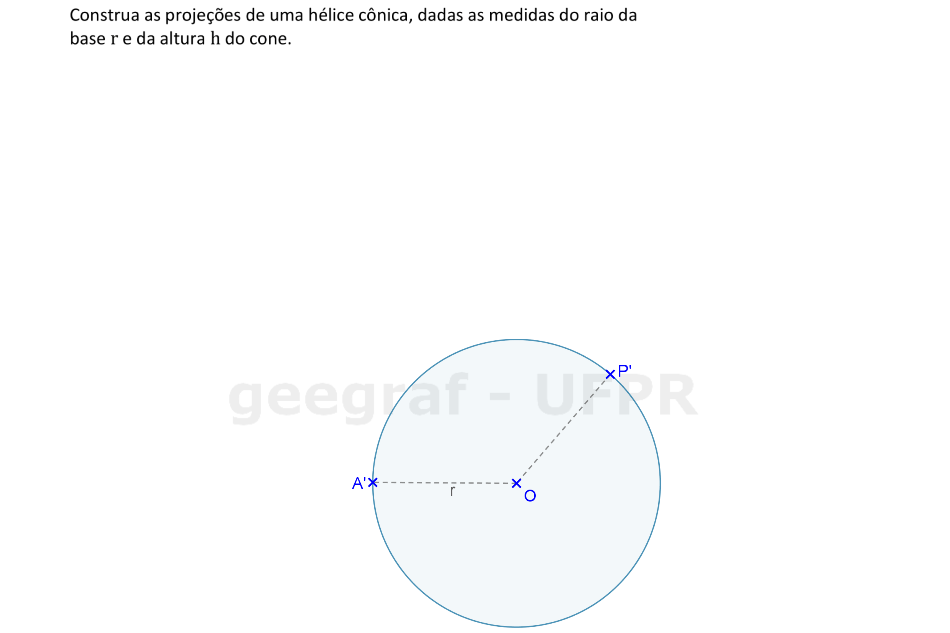 Construa as projeções de uma hélice cônica, dadas as medidas do raio da
base r e da altura h do cone.
P'
geegraf - UFPR
A'
r
O